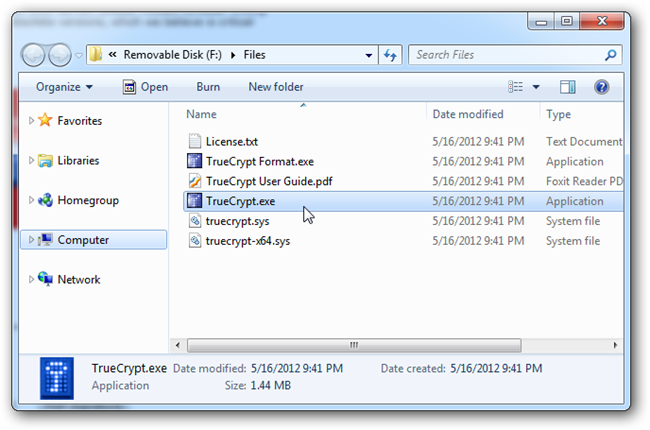 Removable Disk (F:) Files
Search Files
Organize Open Burn New folder
Favorites
Libraries
Homegroup
Computer
Network
Name Date modified Type
License.txt 5/16/2012 9:41 PM Text Document
TrueCrypt Format.exe 5/16/2012 9:41 PM Application
TrueCrypt User Guide.pdf 5/16/2012 9:41 PM Foxit Reader PD
TrueCrypt.exe 5/16/2012 9:41 PM Application
truecrypt.sys 5/16/2012 9:41 PM System file
truecrypt-x64.sys 5/16/2012 9:41 PM System file
TrueCrypt.exe Date modified: 5/16/2012 9:41 PM Date created: 5/16/2012 9:41 PM
Application Size: 1.44 MB